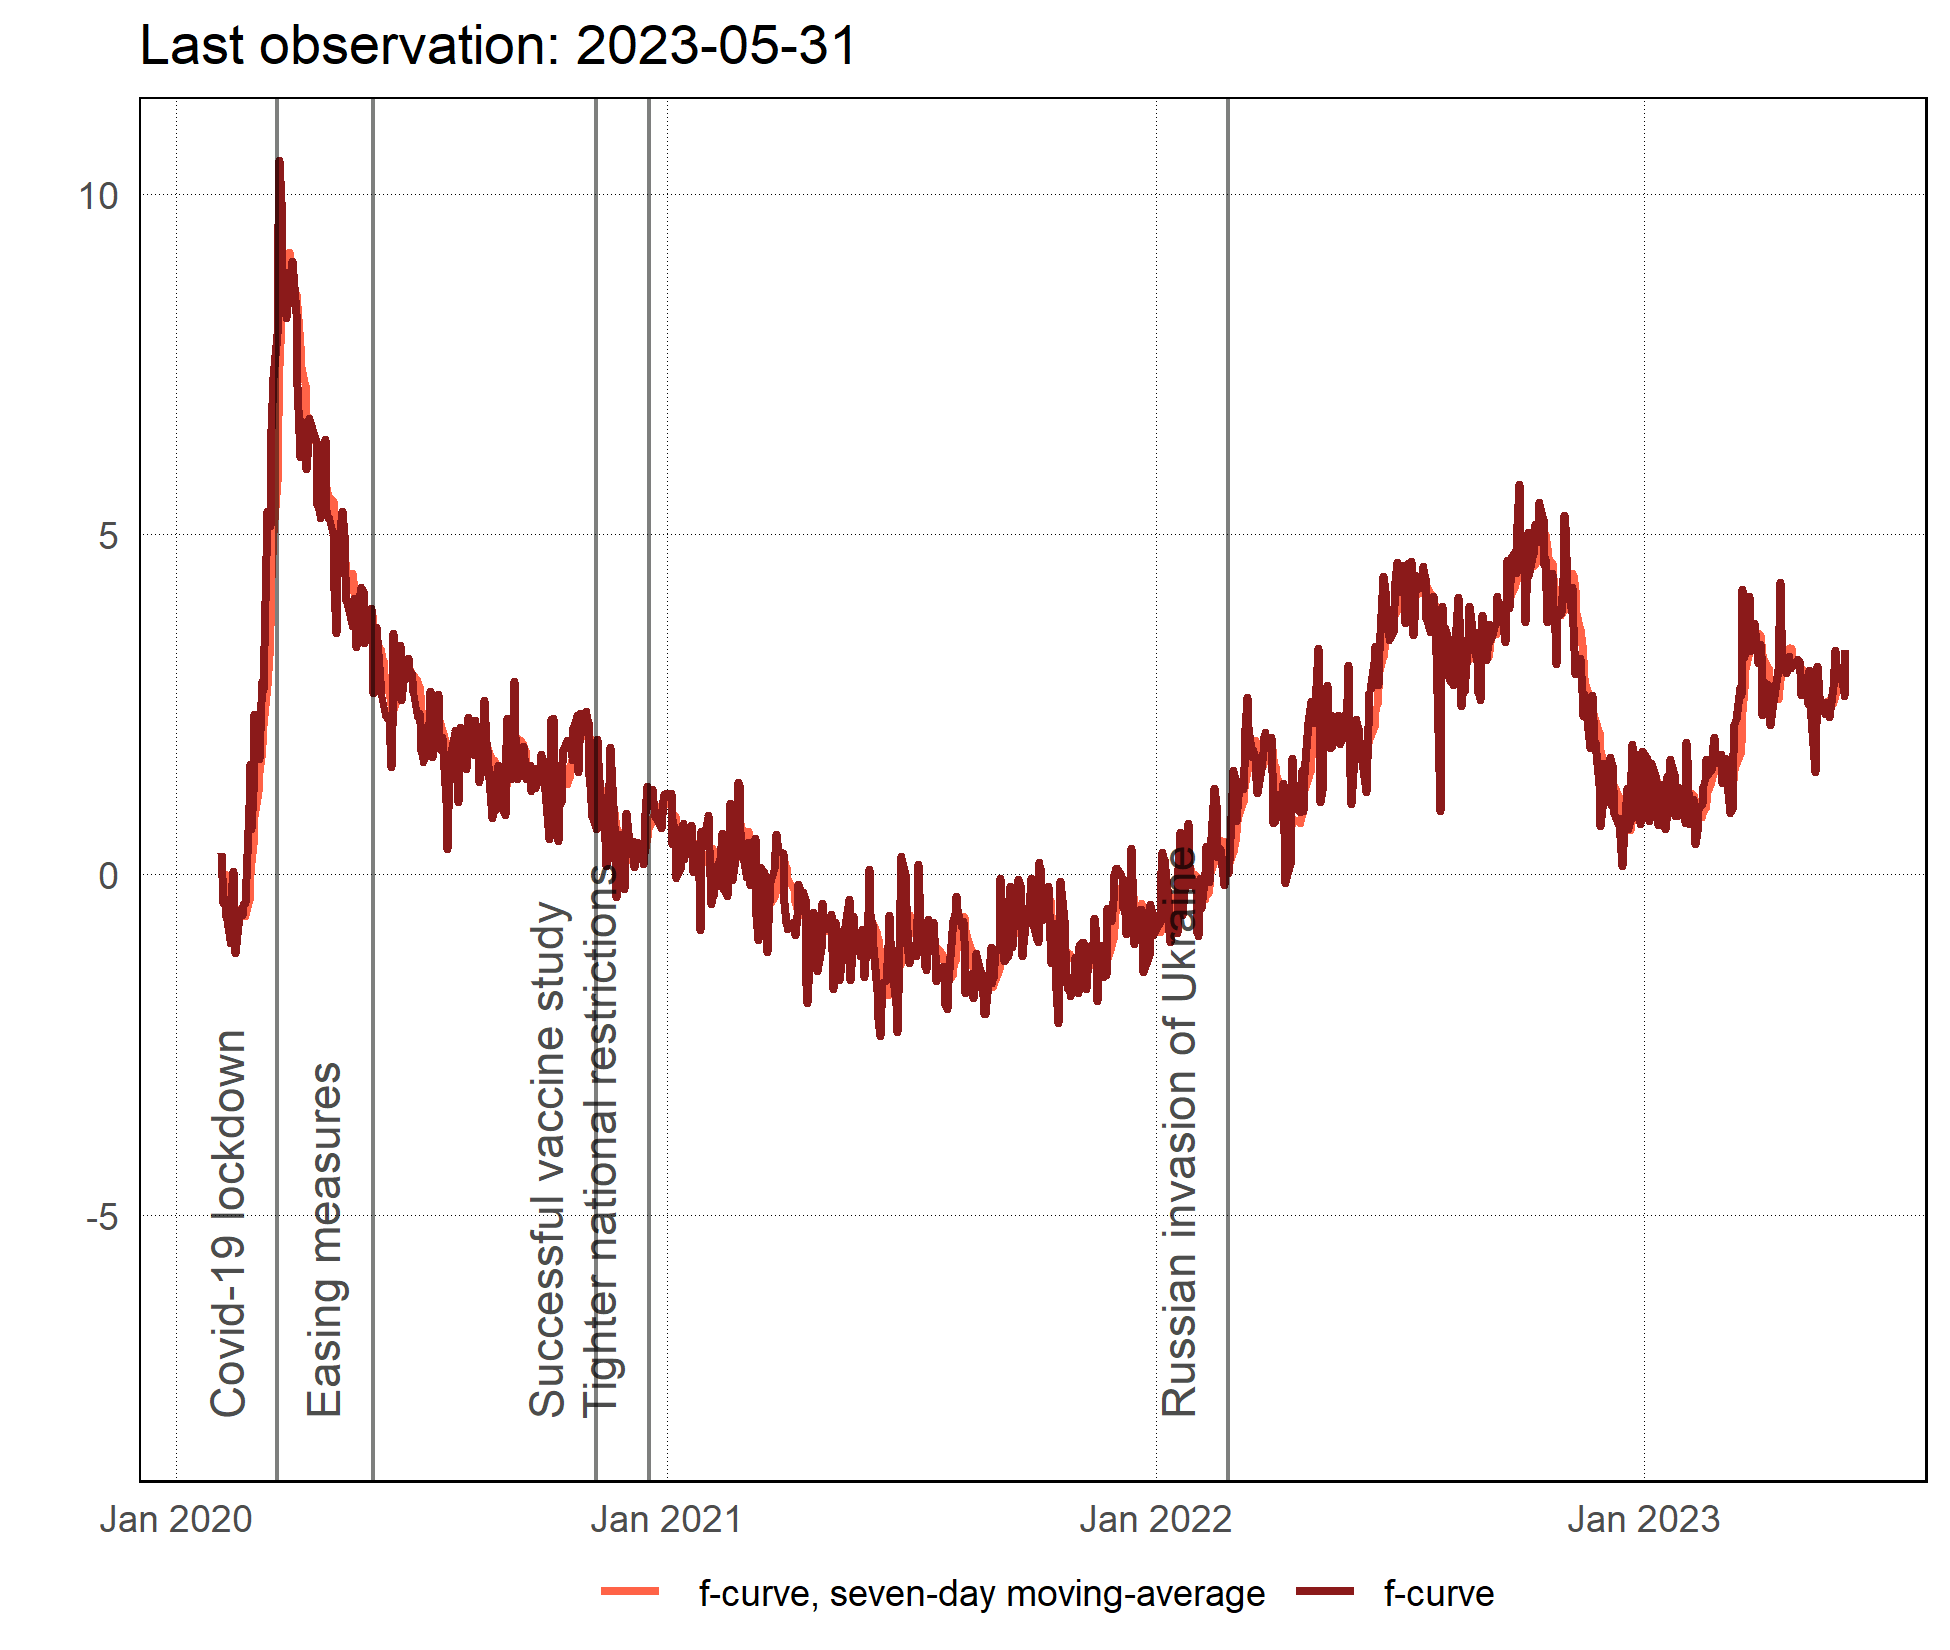 Last observation: 2023-05-31
10
5
0
-5
Covid-19 lockdown
Easing measures
Successful vaccine study
Tighter national restrictions
Russian invasion of Ukraine
Jan 2020
Jan 2021
Jan 2022
Jan 2023
f-curve, seven-day moving-average
f-curve